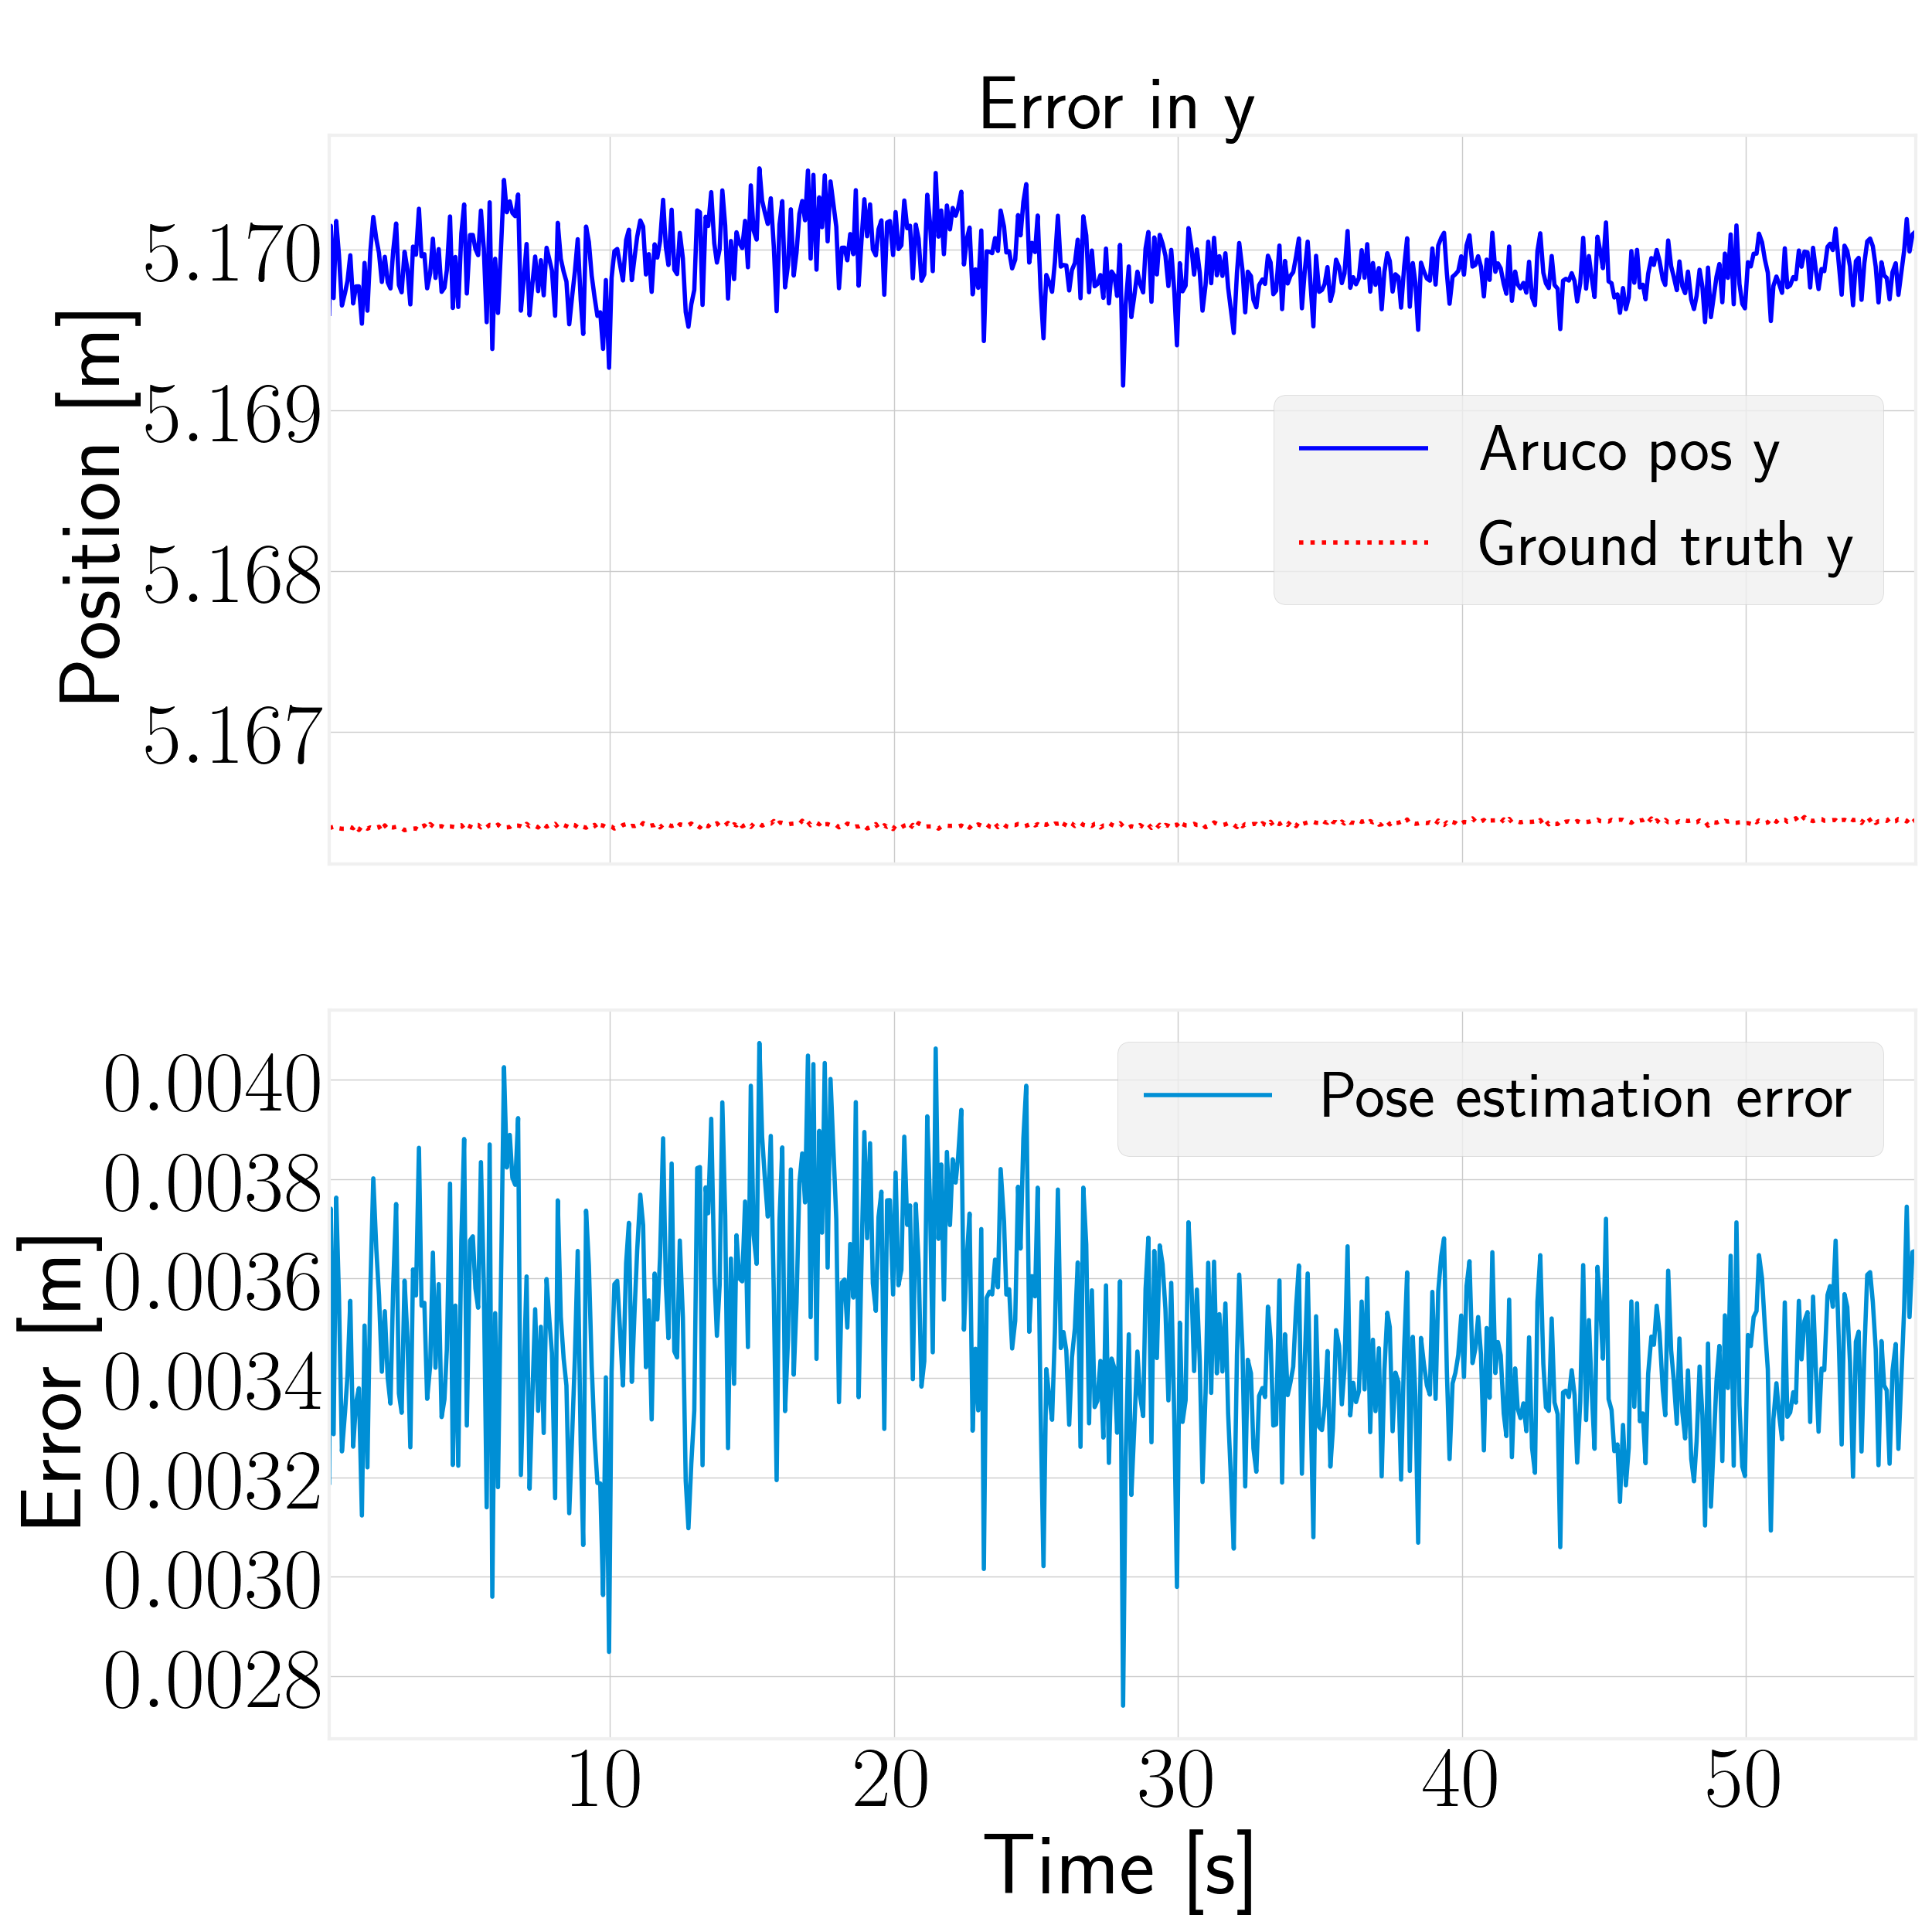 Error in y
Position [m]
5.170
5.169
5.168
5.167
Aruco pos y
Ground truth y
Error [m]
0.0040
0.0038
0.0036
0.0034
0.0032
0.0030
0.0028
Pose estimation error
10 20 30 40 50
Time [s]